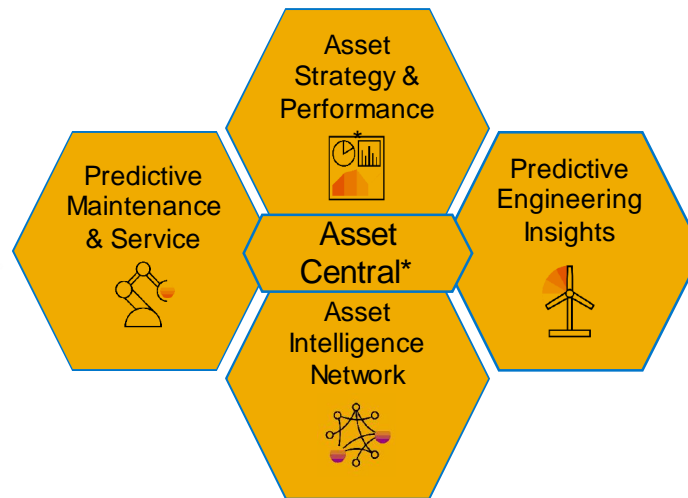 Asset
Strategy &
Performance
*
Predictive
Maintenance
& Service
Predictive
Engineering
Insights
Asset
Central*
Asset
Intelligence
Network